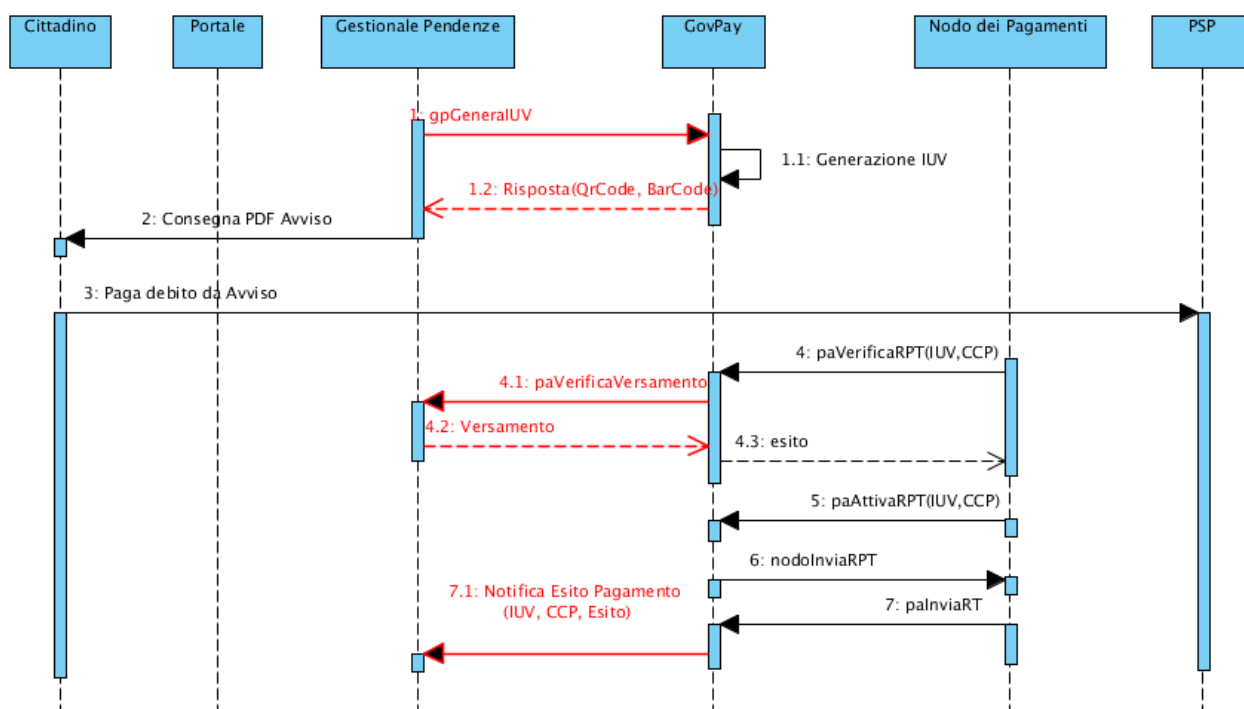 Cittadino
Portale
Gestionale Pendenze
GovPay
Nodo dei Pagamenti
PSP
1: gpGeneraIUV
1.1: Generazione IUV
1.2: Risposta(QrCode, BarCode)
2: Consegna PDF Avviso
3: Paga debito da Avviso
4: paVerificaRPT(IUV,CCP)
4.1: paVerificaVersamento
4.2: Versamento
4.3: esito
5: paAttivaRPT(IUV,CCP)
6: nodoInviaRPT
7.1: Notifica Esito Pagamento
(IUV, CCP, Esito)
7: paInviaRT